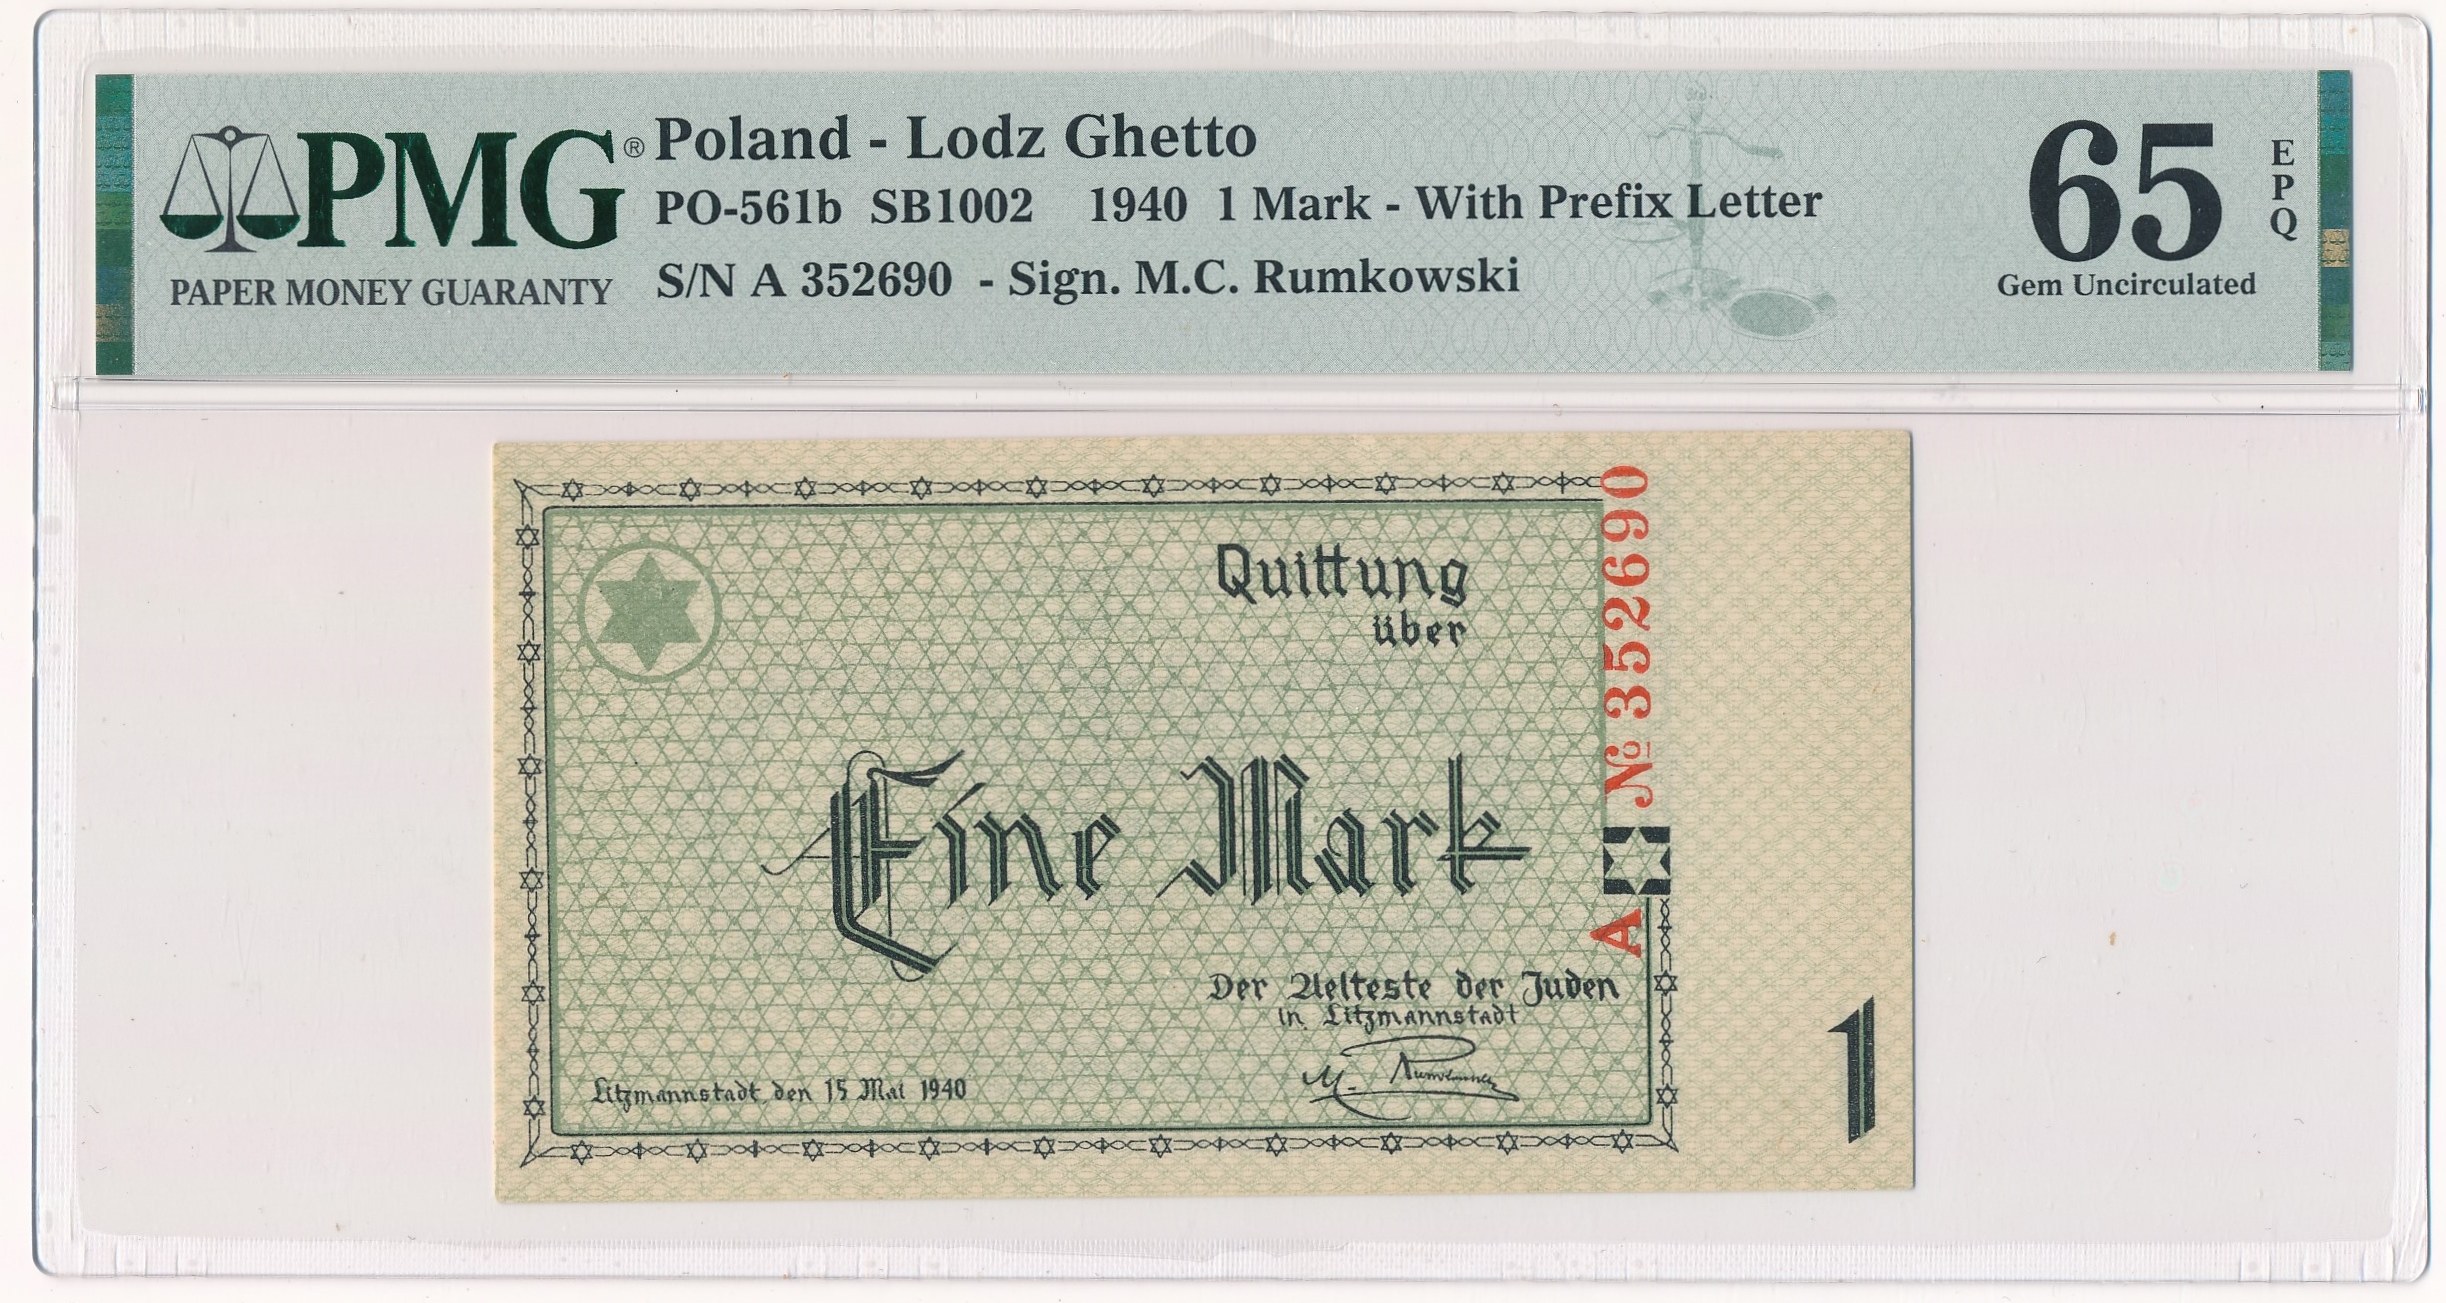 PMG®
PAPER MONEY GUARANTY
Poland - Lodz Ghetto
PO-561b SB1002 1940 1 Mark - With Prefix Letter
S/N A 352690 - Sign. M.C. Rumkowski
65
EPQ
Gem Uncirculated
Quittung
über
Eine Mark
A № 352690
Der Aelteste der Juden
in Litzmannstadt
M. Rumkowski
Litzmannstadt, den 15 Mai 1940
1